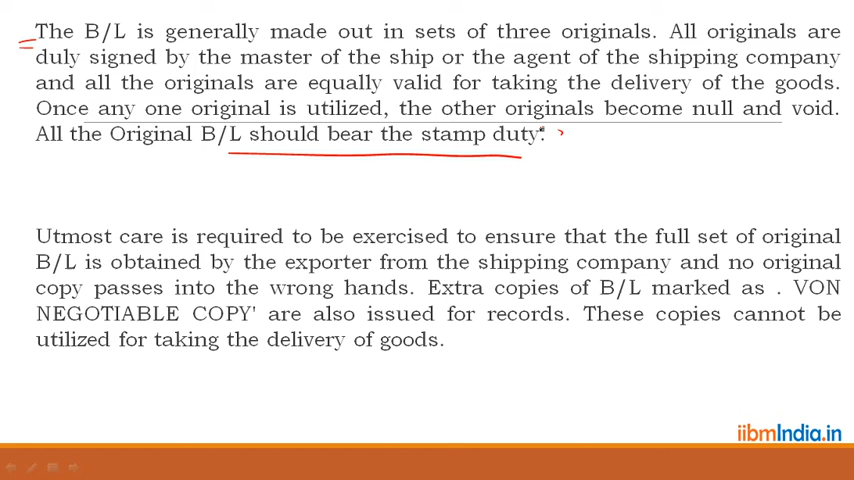 The B/L is generally made out in sets of three originals. All originals are
duly signed by the master of the ship or the agent of the shipping company
and all the originals are equally valid for taking the delivery of the goods.
Once any one original is utilized, the other originals become null and void.
All the Original B/L should bear the stamp duty.
Utmost care is required to be exercised to ensure that the full set of original
B/L is obtained by the exporter from the shipping company and no original
copy passes into the wrong hands. Extra copies of B/L marked as . VON
NEGOTIABLE COPY' are also issued for records. These copies cannot be
utilized for taking the delivery of goods.
iibmIndia.in